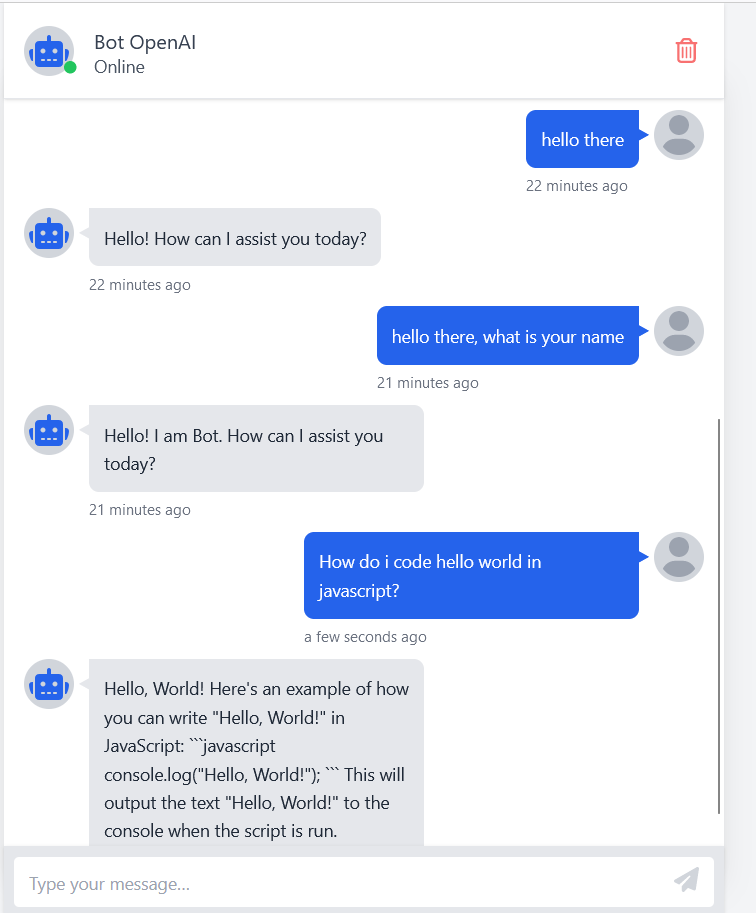 Bot OpenAI
Online
hello there
22 minutes ago
Hello! How can I assist you today?
22 minutes ago
hello there, what is your name
21 minutes ago
Hello! I am Bot. How can I assist you
today?
21 minutes ago
How do i code hello world in
javascript?
a few seconds ago
Hello, World! Here's an example of how
you can write "Hello, World!" in
JavaScript: ```javascript
console.log("Hello, World!"); ``` This will
output the text "Hello, World!" to the
console when the script is run.
Type your message...